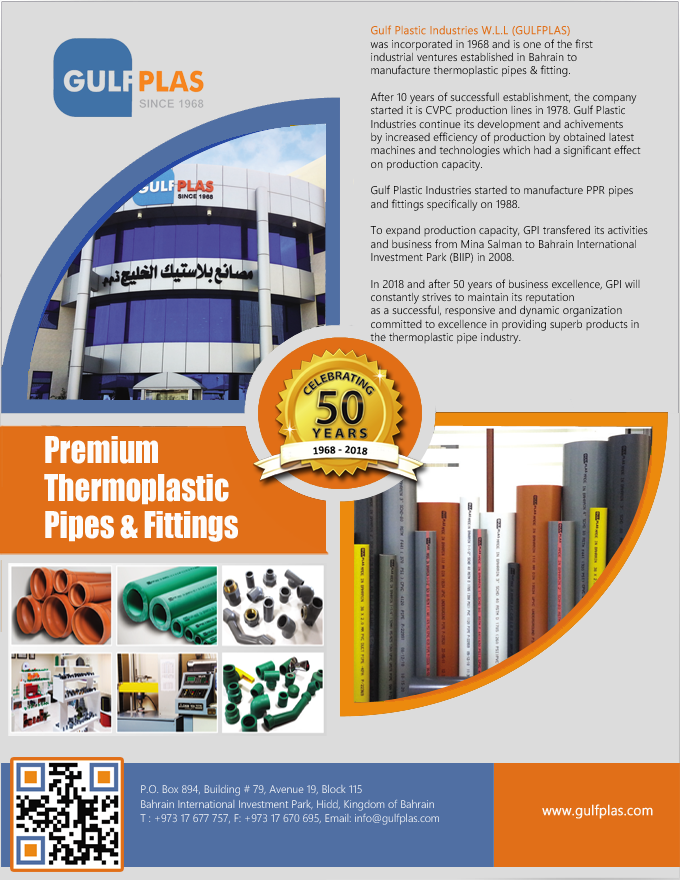 GULFPLAS
SINCE 1968
Gulf Plastic Industries W.L.L (GULFPLAS)
was incorporated in 1968 and is one of the first
industrial ventures established in Bahrain to
manufacture thermoplastic pipes & fitting.
After 10 years of successfull establishment, the company
started it is CVPC production lines in 1978. Gulf Plastic
Industries continue its development and achivements
by increased efficiency of production by obtained latest
machines and technologies which had a significant effect
on production capacity.
Gulf Plastic Industries started to manufacture PPR pipes
and fittings specifically on 1988.
To expand production capacity, GPI transfered its activities
and business from Mina Salman to Bahrain International
Investment Park (BIIP) in 2008.
In 2018 and after 50 years of business excellence, GPI will
constantly strives to maintain its reputation
as a successful, responsive and dynamic organization
committed to excellence in providing superb products in
the thermoplastic pipe industry.
GULFPLAS
SINCE 1968
مصانع بلاستيك الخليج ذ.م.م
CELEBRATING
50
YEARS
1968 - 2018
Premium
Thermoplastic
Pipes & Fittings
P.O. Box 894, Building # 79, Avenue 19, Block 115
Bahrain International Investment Park, Hidd, Kingdom of Bahrain
T : +973 17 677 757, F: +973 17 670 695, Email: info@gulfplas.com
www.gulfplas.com